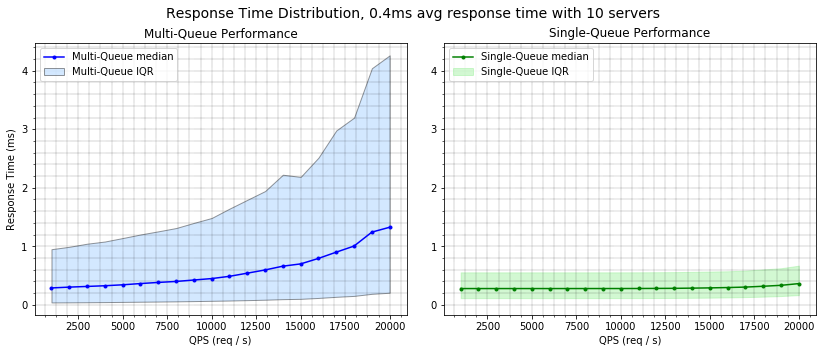 Response Time Distribution, 0.4ms avg response time with 10 servers
Multi-Queue Performance
Multi-Queue median
Multi-Queue IQR
Response Time (ms)
4
3
2
1
0
2500 5000 7500 10000 12500 15000 17500 20000
QPS (req / s)
Single-Queue Performance
Single-Queue median
Single-Queue IQR
4
3
2
1
0
2500 5000 7500 10000 12500 15000 17500 20000
QPS (req / s)